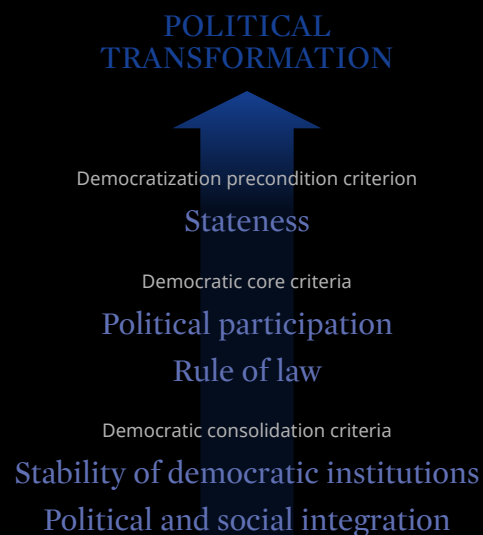 POLITICAL
TRANSFORMATION
Democratization precondition criterion
Stateness
Democratic core criteria
Political participation
Rule of law
Democratic consolidation criteria
Stability of democratic institutions
Political and social integration